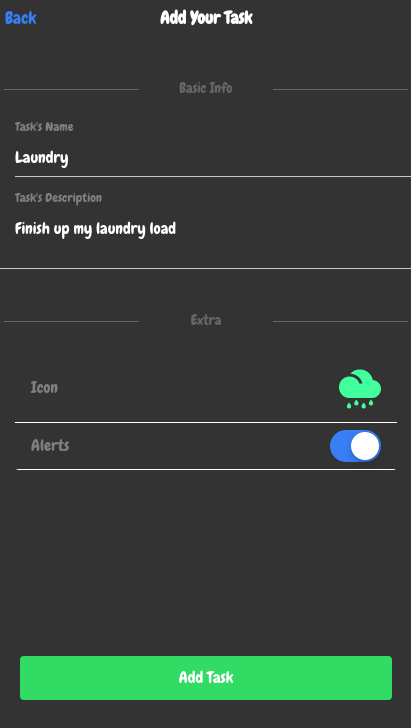 Back
Add Your Task
Basic Info
Task's Name
Laundry
Task's Description
Finish up my laundry load
Extra
Icon
Alerts
Add Task